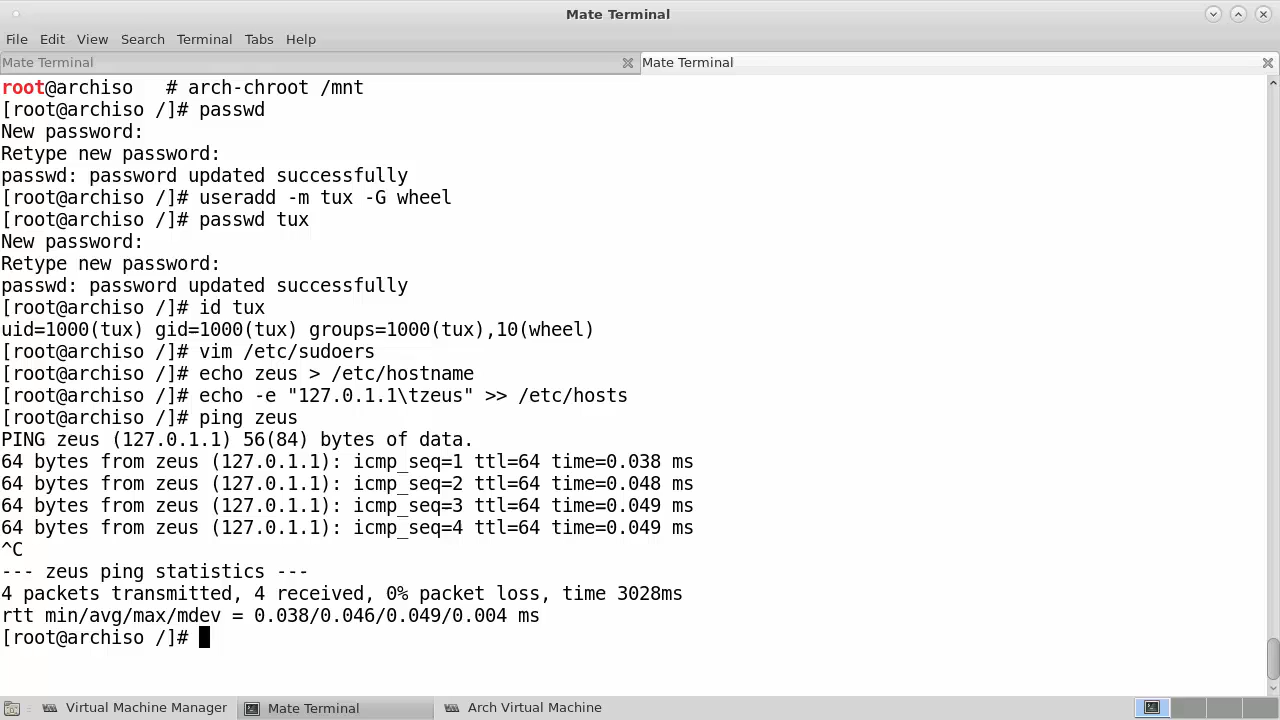 Mate Terminal
File Edit View Search Terminal Tabs Help
Mate Terminal Mate Terminal
root@archiso   # arch-chroot /mnt
[root@archiso /]# passwd
New password:
Retype new password:
passwd: password updated successfully
[root@archiso /]# useradd -m tux -G wheel
[root@archiso /]# passwd tux
New password:
Retype new password:
passwd: password updated successfully
[root@archiso /]# id tux
uid=1000(tux) gid=1000(tux) groups=1000(tux),10(wheel)
[root@archiso /]# vim /etc/sudoers
[root@archiso /]# echo zeus > /etc/hostname
[root@archiso /]# echo -e "127.0.1.1\tzeus" >> /etc/hosts
[root@archiso /]# ping zeus
PING zeus (127.0.1.1) 56(84) bytes of data.
64 bytes from zeus (127.0.1.1): icmp_seq=1 ttl=64 time=0.038 ms
64 bytes from zeus (127.0.1.1): icmp_seq=2 ttl=64 time=0.048 ms
64 bytes from zeus (127.0.1.1): icmp_seq=3 ttl=64 time=0.049 ms
64 bytes from zeus (127.0.1.1): icmp_seq=4 ttl=64 time=0.049 ms
^C
--- zeus ping statistics ---
4 packets transmitted, 4 received, 0% packet loss, time 3028ms
rtt min/avg/max/mdev = 0.038/0.046/0.049/0.004 ms
[root@archiso /]#
Virtual Machine Manager Mate Terminal Arch Virtual Machine